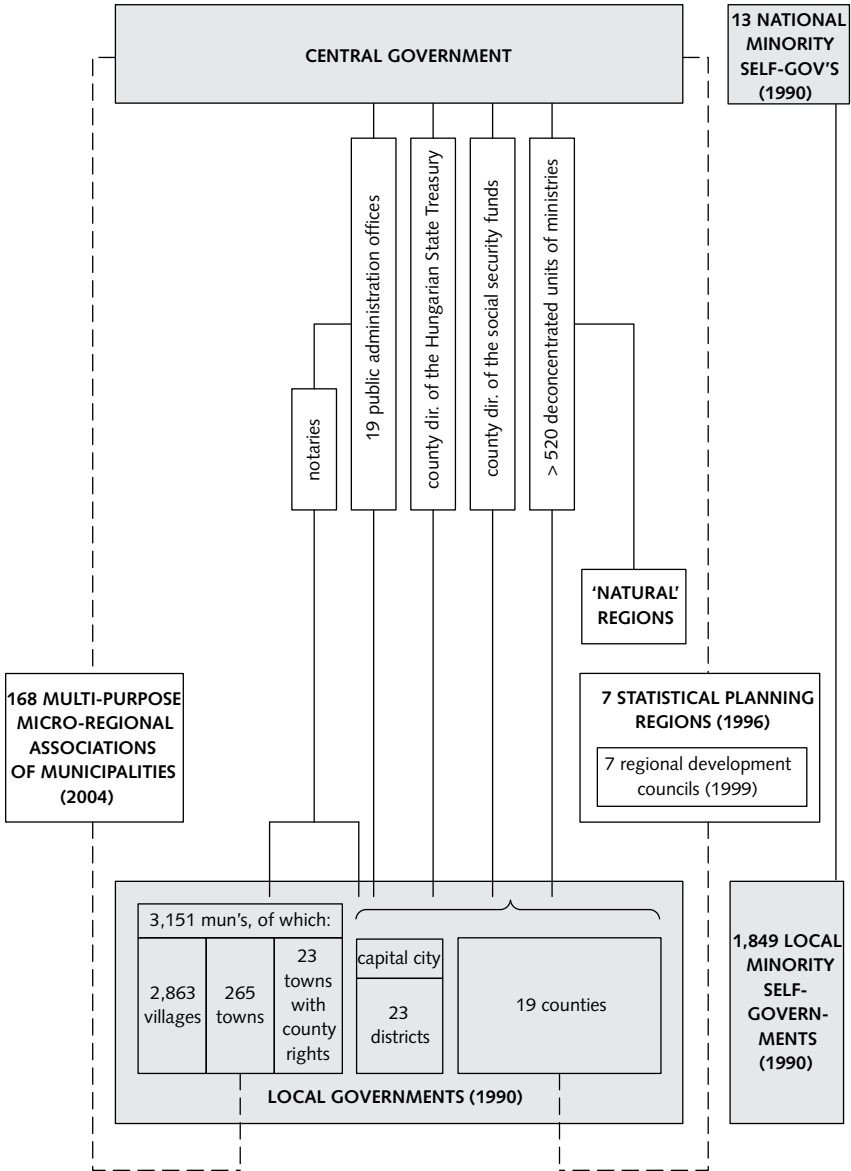 CENTRAL GOVERNMENT
13 NATIONAL
MINORITY
SELF-GOV'S
(1990)
notaries
19 public administration offices
county dir. of the Hungarian State Treasury
county dir. of the social security funds
> 520 deconcentrated units of ministries
‘NATURAL’
REGIONS
168 MULTI-PURPOSE
MICRO-REGIONAL
ASSOCIATIONS
OF MUNICIPALITIES
(2004)
7 STATISTICAL PLANNING
REGIONS (1996)
7 regional development
councils (1999)
3,151 mun's, of which:
2,863
villages
265
towns
23
towns
with
county
rights
capital city
23
districts
19 counties
LOCAL GOVERNMENTS (1990)
1,849 LOCAL
MINORITY
SELF-
GOVERN-
MENTS
(1990)